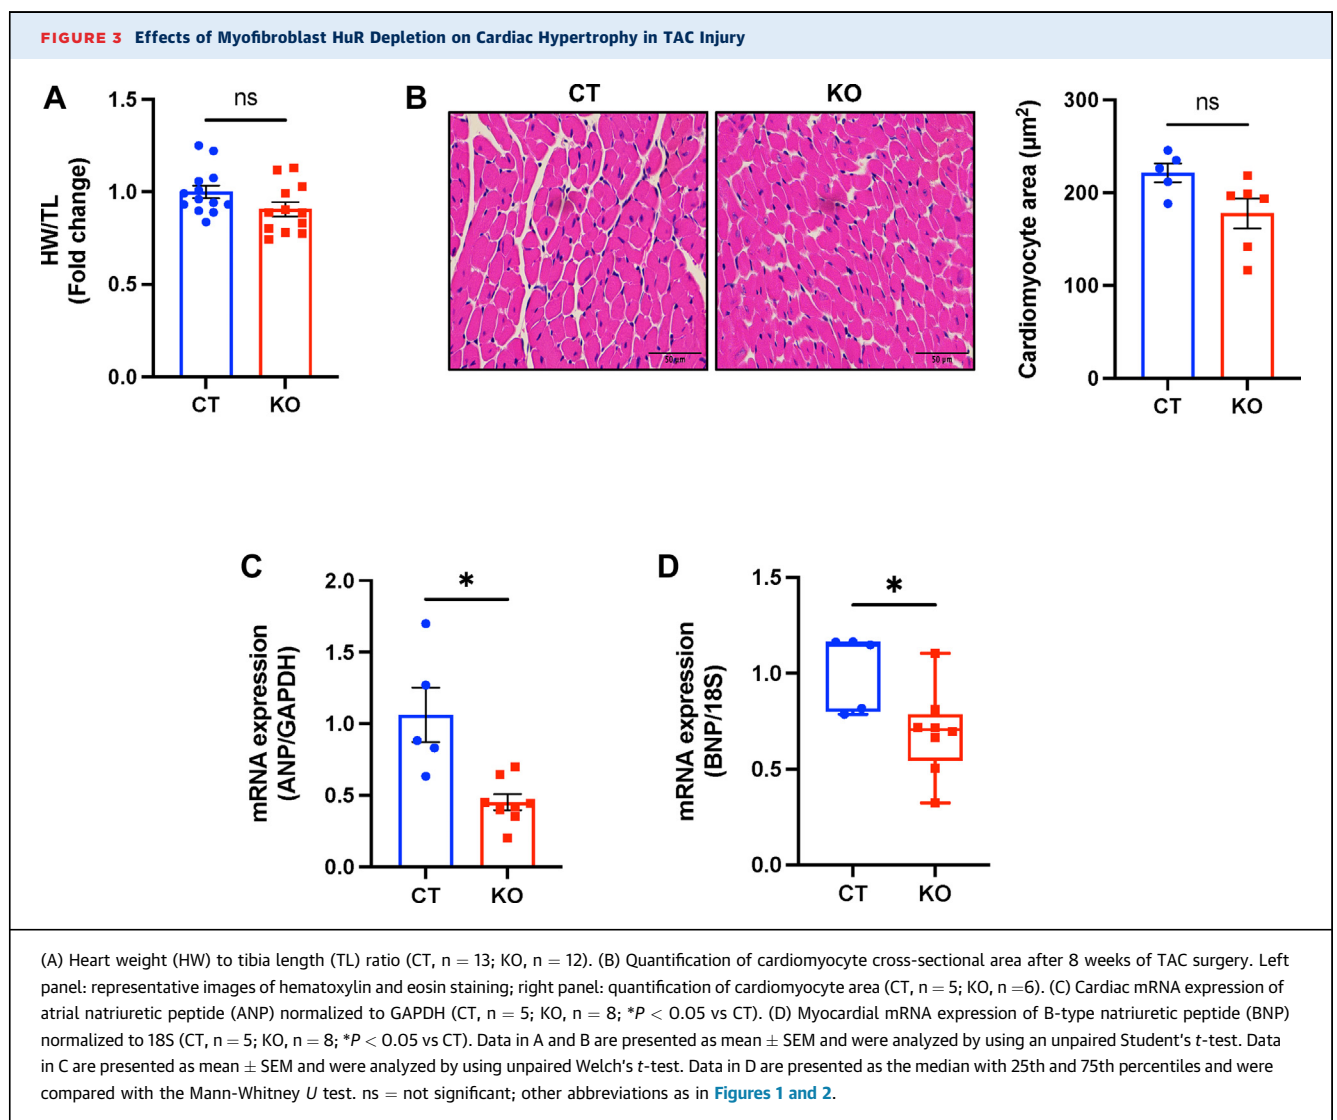 FIGURE 3 Effects of Myofibroblast HuR Depletion on Cardiac Hypertrophy in TAC Injury
A
HW/TL
(Fold change)
1.5
1.0
0.5
0.0
ns
CT
KO
B
CT
KO
50 µm
50 µm
Cardiomyocyte area (µm²)
300
200
100
0
ns
CT
KO
C
mRNA expression
(ANP/GAPDH)
2.0
1.5
1.0
0.5
0.0
*
CT
KO
D
mRNA expression
(BNP/18S)
1.5
1.0
0.5
0.0
*
CT
KO
(A) Heart weight (HW) to tibia length (TL) ratio (CT, n = 13; KO, n = 12). (B) Quantification of cardiomyocyte cross-sectional area after 8 weeks of TAC surgery. Left
panel: representative images of hematoxylin and eosin staining; right panel: quantification of cardiomyocyte area (CT, n = 5; KO, n =6). (C) Cardiac mRNA expression of
atrial natriuretic peptide (ANP) normalized to GAPDH (CT, n = 5; KO, n = 8; *P < 0.05 vs CT). (D) Myocardial mRNA expression of B-type natriuretic peptide (BNP)
normalized to 18S (CT, n = 5; KO, n = 8; *P < 0.05 vs CT). Data in A and B are presented as mean ± SEM and were analyzed by using an unpaired Student's t-test. Data
in C are presented as mean ± SEM and were analyzed by using unpaired Welch's t-test. Data in D are presented as the median with 25th and 75th percentiles and were
compared with the Mann-Whitney U test. ns = not significant; other abbreviations as in Figures 1 and 2.